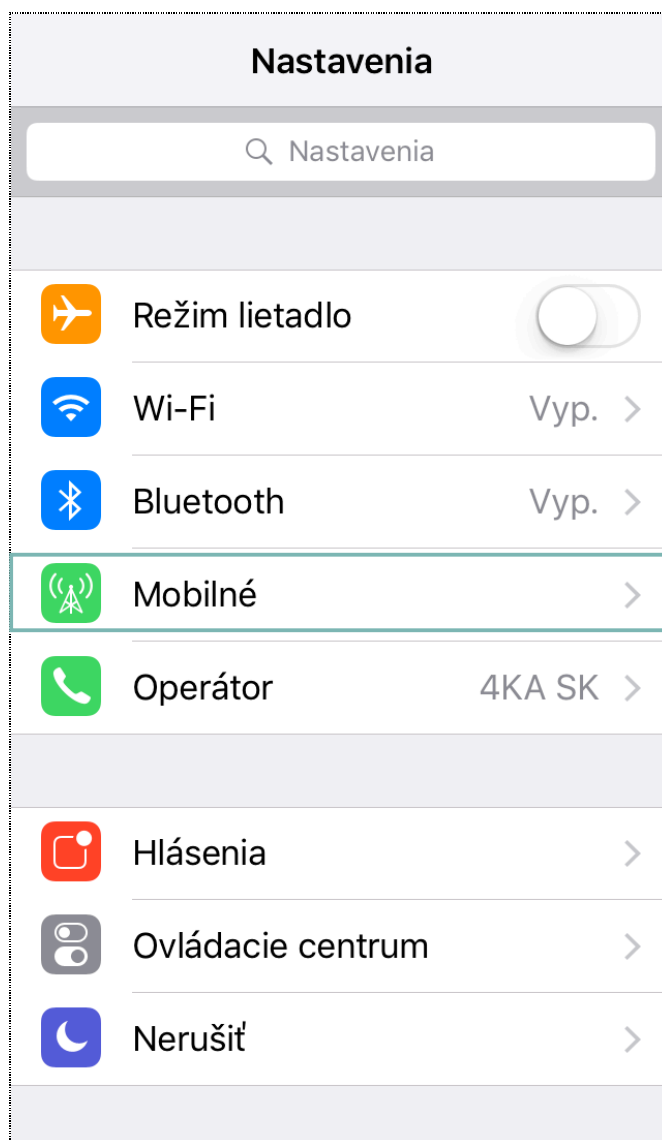 Nastavenia
Nastavenia
Režim lietadlo
Wi-Fi Vyp.
Bluetooth Vyp.
Mobilné
Operátor 4KA SK
Hlásenia
Ovládacie centrum
Nerušiť